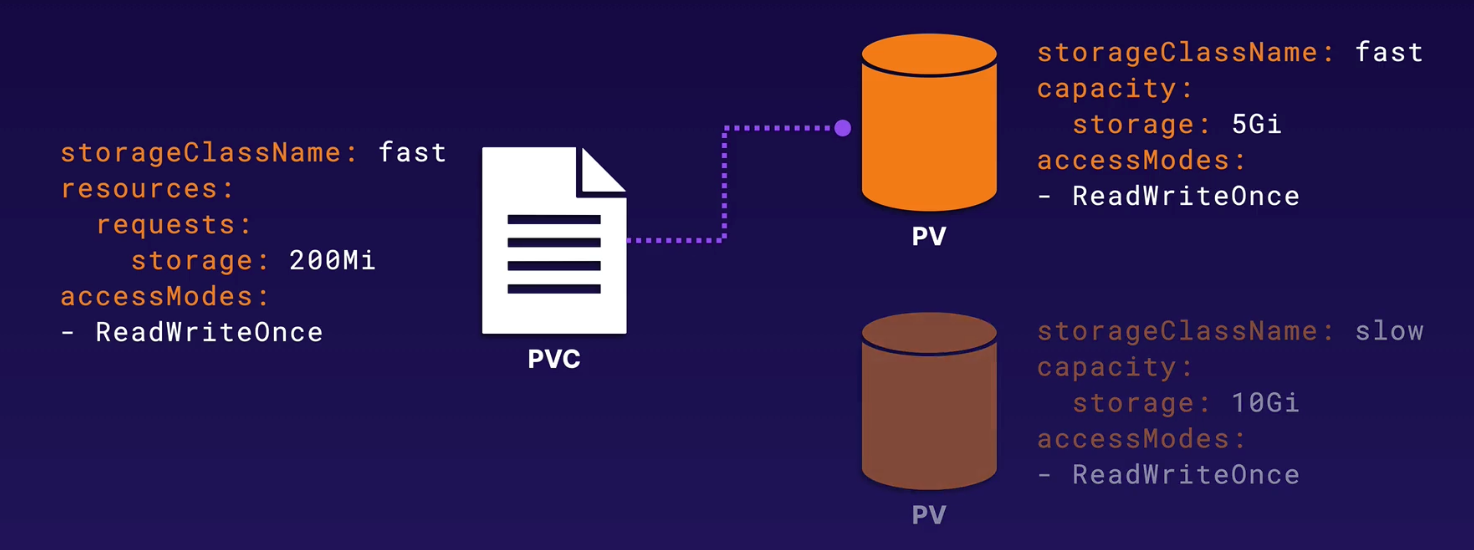 storageClassName: fast
resources:
  requests:
    storage: 200Mi
accessModes:
- ReadWriteOnce
PVC
storageClassName: fast
capacity:
  storage: 5Gi
accessModes:
- ReadWriteOnce
PV
storageClassName: slow
capacity:
  storage: 10Gi
accessModes:
- ReadWriteOnce
PV